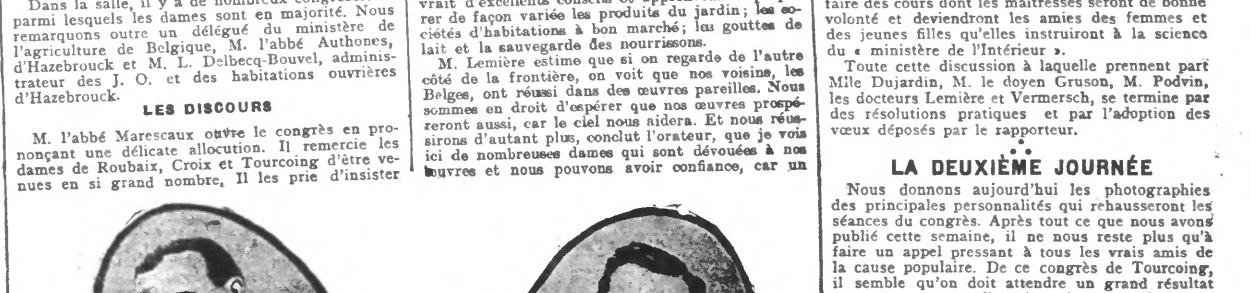 Dans la salle, il y a de nombreux
parmi lesquels les dames sont en majorité. Nous
remarquons outre un délégué du ministère de
l'agriculture de Belgique, M. l'abbé Authones,
d'Hazebrouck et M. L. Delbecq-Bouvel, adminis-
trateur des J. O. et des habitations ouvrières
d'Hazebrouck.
LES DISCOURS
M. l'abbé Marescaux ouvre le congrès en pro-
nonçant une délicate allocution. Il remercie les
dames de Roubaix, Croix et Tourcoing d'être ve-
nues en si grand nombre. Il les prie d'insister
vrait d'excellents conseils et
rer de façon variée les produits du jardin; les so-
ciétés d'habitations à bon marché; les gouttes de
lait et la sauvegarde des nourrissons.
M. Lemière estime que si on regarde de l'autre
côté de la frontière, on voit que nos voisins, les
Belges, ont réussi dans des œuvres pareilles. Nous
sommes en droit d'espérer que nos œuvres prospé-
reront aussi, car le ciel nous aidera. Et nous réus-
sirons d'autant plus, conclut l'orateur, que je vois
ici de nombreuses dames qui sont dévouées à nos
œuvres et nous pouvons avoir confiance, car un
faire des cours dont les maîtresses seront de bonne
volonté et deviendront les amies des femmes et
des jeunes filles qu'elles instruiront à la science
du « ministère de l'Intérieur ».
Toute cette discussion à laquelle prennent part
Mlle Dujardin, M. le doyen Gruson, M. Podvin,
les docteurs Lemière et Vermersch, se termine par
des résolutions pratiques et par l'adoption des
vœux déposés par le rapporteur.
LA DEUXIÈME JOURNÉE
Nous donnons aujourd'hui les photographies
des principales personnalités qui rehausseront les
séances du congrès. Après tout ce que nous avons
publié cette semaine, il ne nous reste plus qu'à
faire un appel pressant à tous les vrais amis de
la cause populaire. De ce congrès de Tourcoing,
il semble qu'on doit attendre un grand résultat